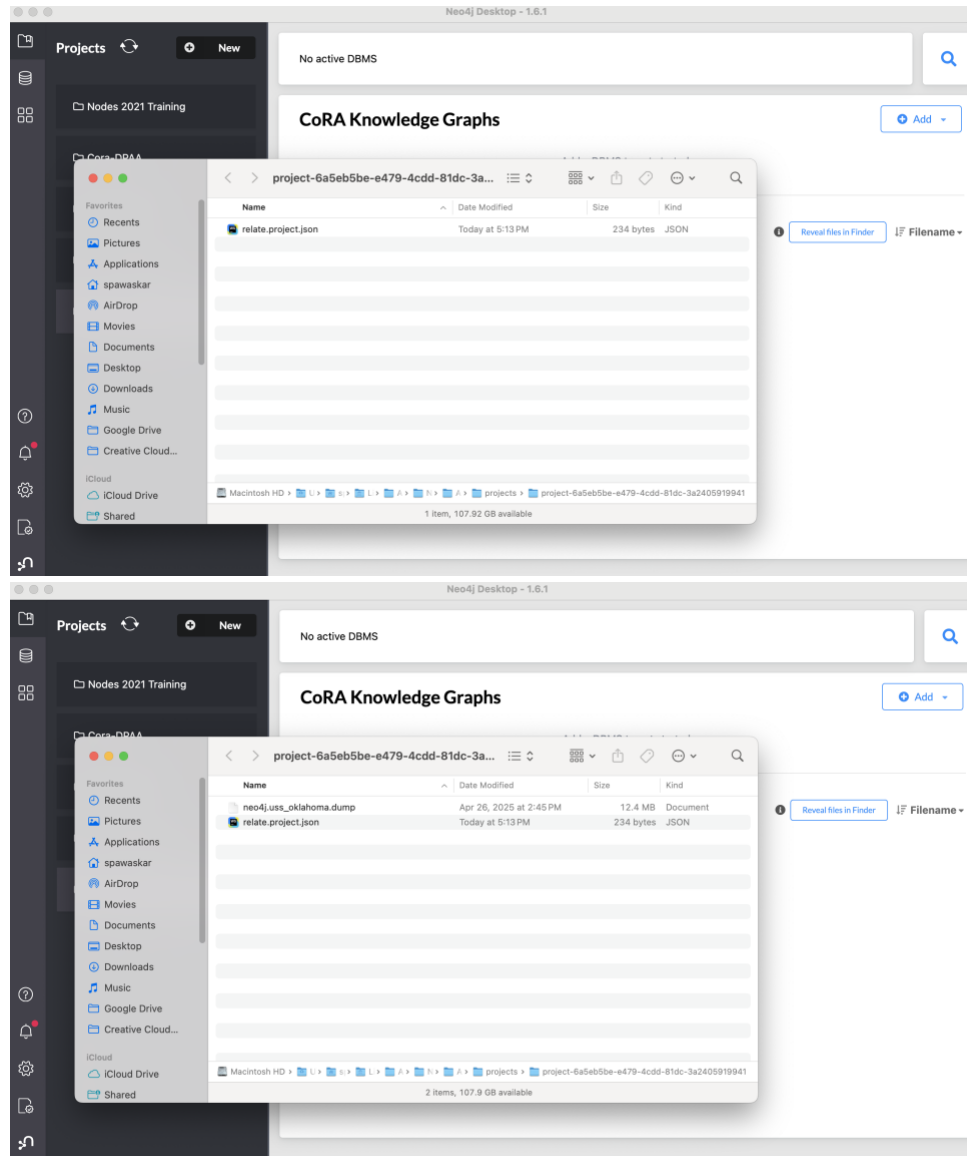 Neo4j Desktop - 1.6.1
Projects
New
No active DBMS
Nodes 2021 Training
CoRA Knowledge Graphs
Add
Cora-DPAA
project-6a5eb5be-e479-4cdd-81dc-3a...
Favorites
Name Date Modified Size Kind
Recents
relate.project.json Today at 5:13 PM 234 bytes JSON
Reveal files in Finder Filename
Pictures
Applications
spawaskar
AirDrop
Movies
Documents
Desktop
Downloads
Music
Google Drive
Creative Cloud...
iCloud
iCloud Drive
Macintosh HD › U › s › L › A › N › A › projects › project-6a5eb5be-e479-4cdd-81dc-3a2405919941
Shared
1 item, 107.92 GB available
Neo4j Desktop - 1.6.1
Projects
New
No active DBMS
Nodes 2021 Training
CoRA Knowledge Graphs
Add
Cora-DPAA
project-6a5eb5be-e479-4cdd-81dc-3a...
Favorites
Name Date Modified Size Kind
Recents
neo4j.uss_oklahoma.dump Apr 26, 2025 at 2:45 PM 12.4 MB Document
Reveal files in Finder Filename
Pictures
relate.project.json Today at 5:13 PM 234 bytes JSON
Applications
spawaskar
AirDrop
Movies
Documents
Desktop
Downloads
Music
Google Drive
Creative Cloud...
iCloud
iCloud Drive
Macintosh HD › U › s › L › A › N › A › projects › project-6a5eb5be-e479-4cdd-81dc-3a2405919941
Shared
2 items, 107.9 GB available